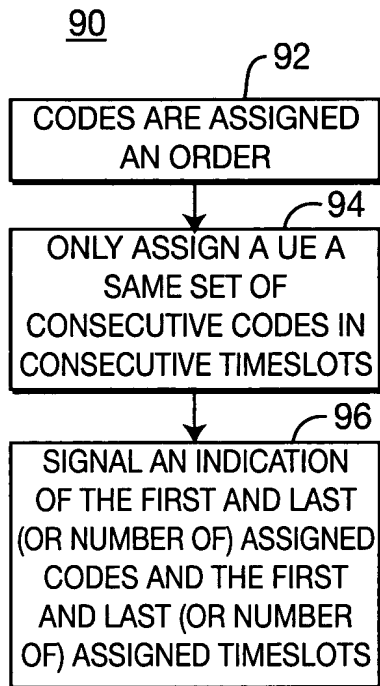 90
92
CODES ARE ASSIGNED
AN ORDER
94
ONLY ASSIGN A UE A
SAME SET OF
CONSECUTIVE CODES IN
CONSECUTIVE TIMESLOTS
96
SIGNAL AN INDICATION
OF THE FIRST AND LAST
(OR NUMBER OF) ASSIGNED
CODES AND THE FIRST
AND LAST (OR NUMBER
OF) ASSIGNED TIMESLOTS